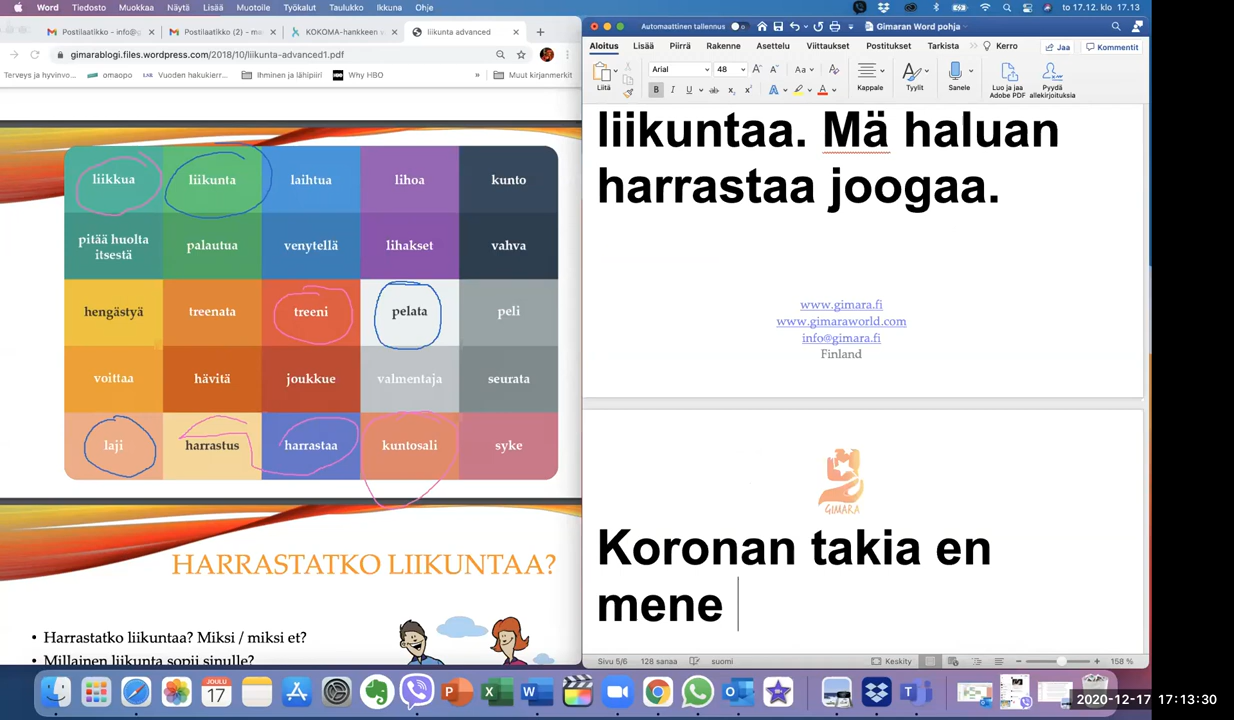 Word Tiedosto Muokkaa Näytä Lisää Muotoile Työkalut Taulukko Ikkuna Ohje
to 17.12. klo 17.13
Postilaatikko - info@g
Postilaatikko (2) - ma
KOKOMA-hankkeen v
liikunta advanced
gimarablogi.files.wordpress.com/2018/10/liikunta-advanced1.pdf
Terveys ja hyvinvo...
omaopo
Vuoden hakukierr...
Ihminen ja lähipiiri
Why HBO
»
Muut kirjanmerkit
liikkua liikunta laihtua lihoa kunto
pitää huolta
itsestä
palautua venytellä lihakset vahva
hengästyä treenata treeni pelata peli
voittaa hävitä joukkue valmentaja seurata
laji harrastus harrastaa kuntosali syke
HARRASTATKO LIIKUNTAA?
• Harrastatko liikuntaa? Miksi / miksi et?
• Millainen liikunta sopii sinulle?
Automaattinen tallennus
Gimaran Word pohja
Aloitus Lisää Piirrä Rakenne Asettelu Viittaukset Postitukset Tarkista » Kerro
Jaa
Kommentit
Liitä
Arial 48
Kappale
Tyylit
Sanele
Luo ja jaa
Adobe PDF
Pyydä
allekirjoituksia
liikuntaa. Mä haluan
harrastaa joogaa.
www.gimara.fi
www.gimaraworld.com
info@gimara.fi
Finland
GIMARA
Koronan takia en
mene
Sivu 5/6 128 sanaa suomi
Keskity
158 %
2020-12-17 17:13:30